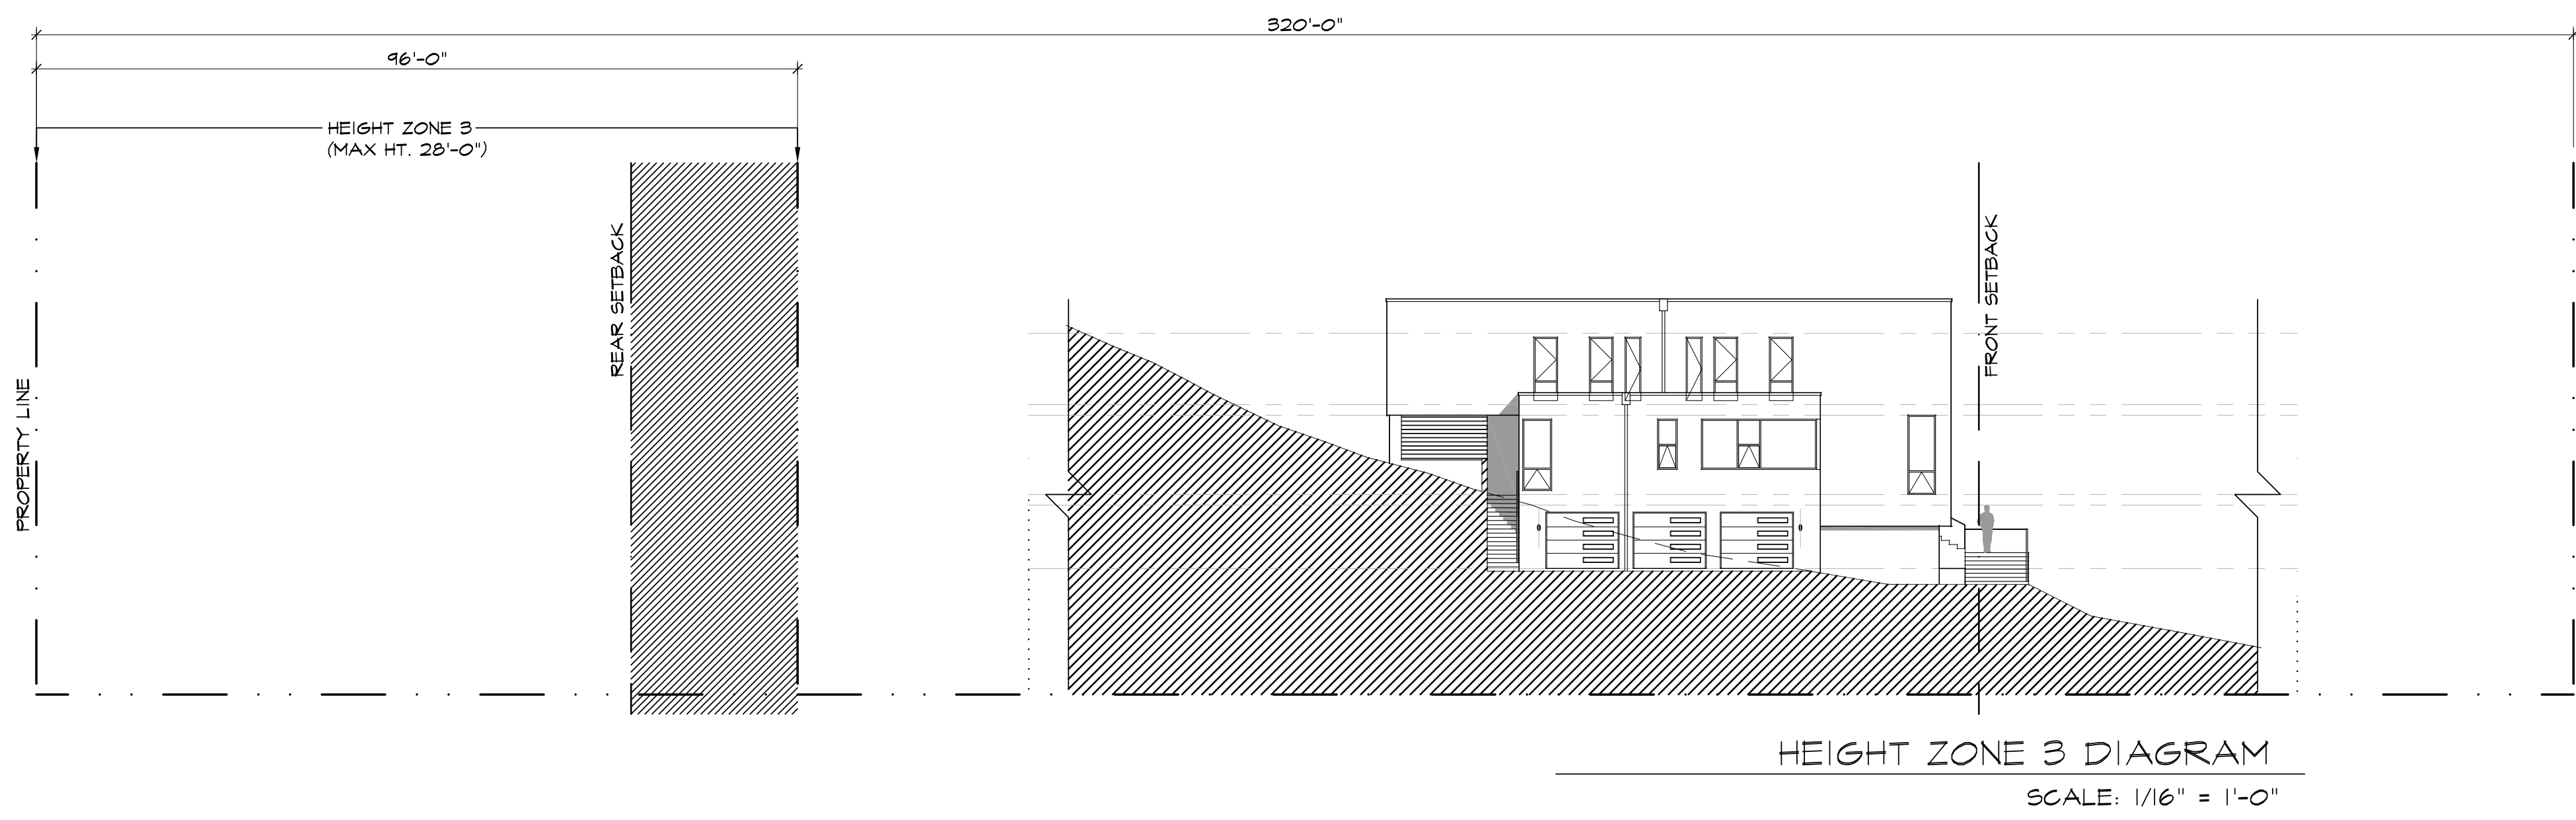 320'-0"
96'-0"
HEIGHT ZONE 3
(MAX HT. 28'-0")
PROPERTY LINE
REAR SETBACK
FRONT SETBACK
HEIGHT ZONE 3 DIAGRAM
SCALE: 1/16" = 1'-0"